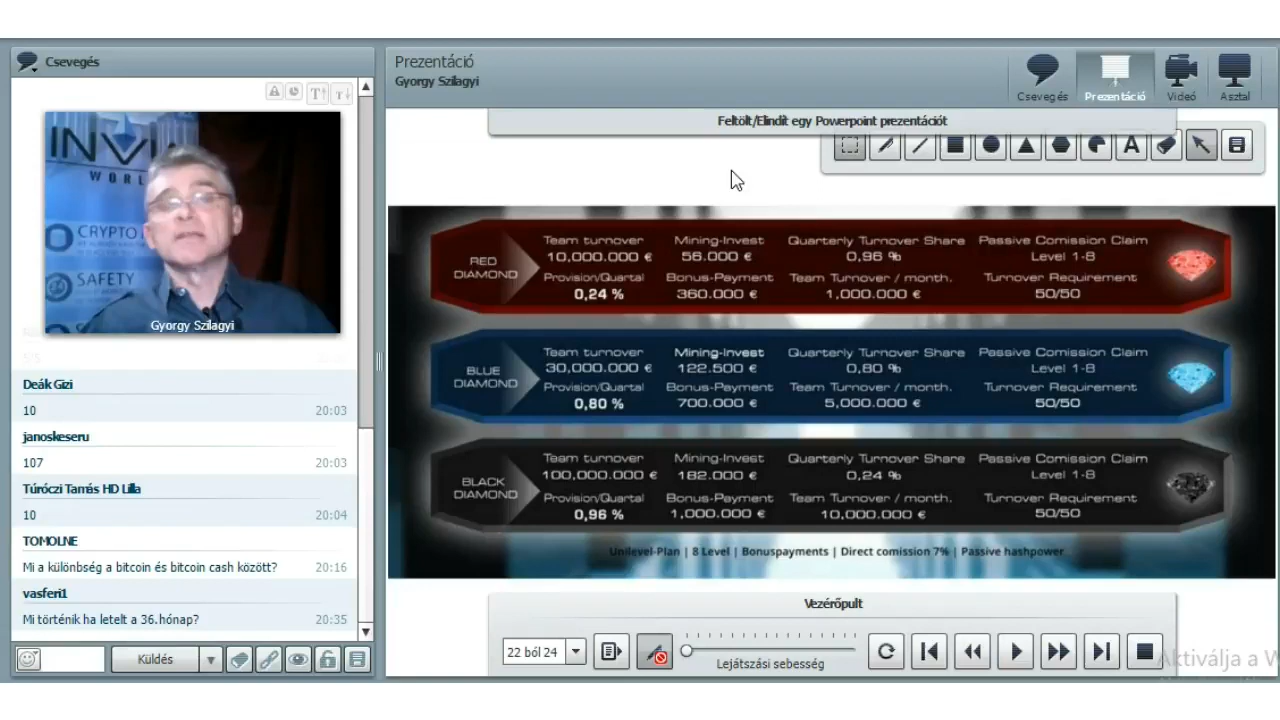 Csevegés
INVIA
WORLD
CRYPTO
SAFETY
Gyorgy Szilagyi
5/5
Deák Gizi
10 20:03
janoskeseru
107 20:03
Túróczi Tamás HD Lilla
10 20:04
TOMOLNE
Mi a különbség a bitcoin és bitcoin cash között? 20:16
vasferi1
Mi történik ha letelt a 36.hónap? 20:35
Küldés
Prezentáció
Gyorgy Szilagyi
Csevegés Prezentáció Videó Asztal
Feltölt/Elindít egy Powerpoint prezentációt
RED DIAMOND
Team turnover Mining-Invest Quarterly Turnover Share Passive Comission Claim
10,000.000 € 56.000 € 0,96 % Level 1-8
Provision/Quartal Bonus-Payment Team Turnover / month. Turnover Requirement
0,24 % 360.000 € 1,000.000 € 50/50
BLUE DIAMOND
Team turnover Mining-Invest Quarterly Turnover Share Passive Comission Claim
30,000.000 € 122.500 € 0,80 % Level 1-8
Provision/Quartal Bonus-Payment Team Turnover / month. Turnover Requirement
0,80 % 700.000 € 5,000.000 € 50/50
BLACK DIAMOND
Team turnover Mining-Invest Quarterly Turnover Share Passive Comission Claim
100,000.000 € 182.000 € 0,24 % Level 1-8
Provision/Quartal Bonus-Payment Team Turnover / month. Turnover Requirement
0,96 % 1,000.000 € 10,000.000 € 50/50
Unilevel-Plan | 8 Level | Bonuspayments | Direct comission 7% | Passive hashpower
Vezérőpult
22 ból 24
Lejátszási sebesség
Aktiválja a W